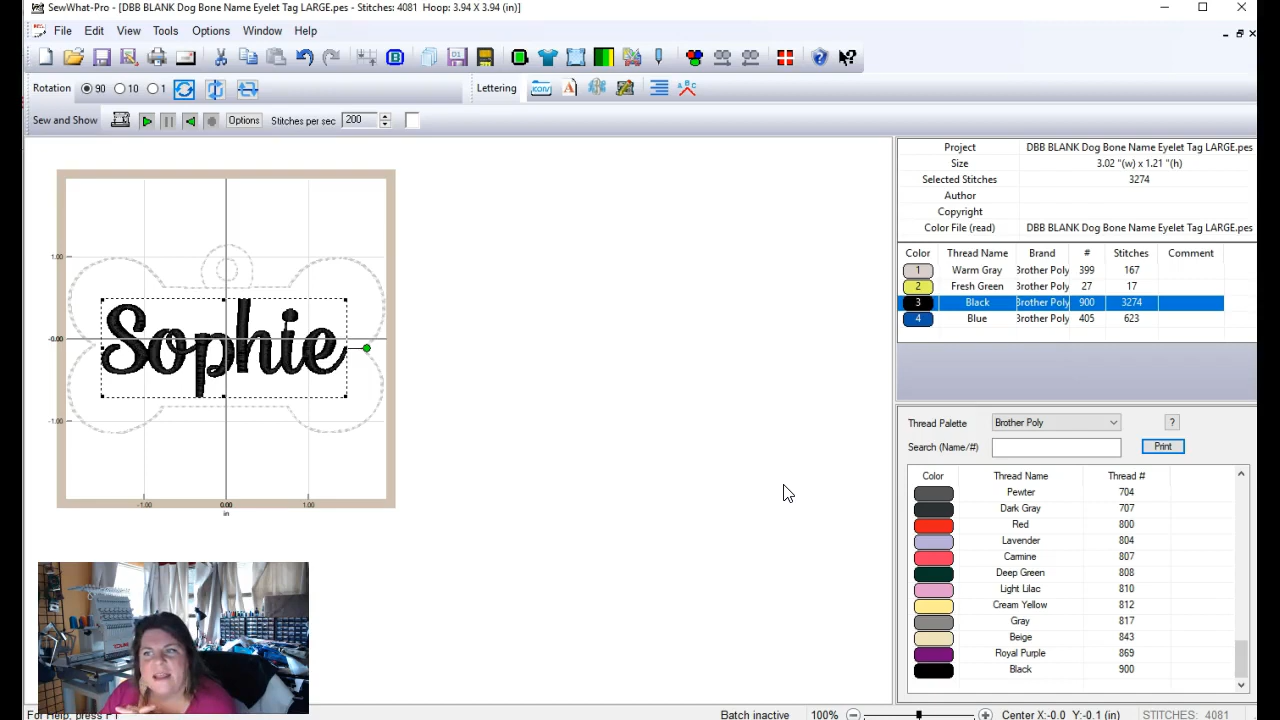 SewWhat-Pro - [DBB BLANK Dog Bone Name Eyelet Tag LARGE.pes - Stitches: 4081 Hoop: 3.94 X 3.94 (in)]
File Edit View Tools Options Window Help
Rotation 90 10 1 Lettering
Sew and Show Options Stitches per sec 200
Project DBB BLANK Dog Bone Name Eyelet Tag LARGE.pes
Size 3.02 "(w) x 1.21 "(h)
Selected Stitches 3274
Author
Copyright
Color File (read) DBB BLANK Dog Bone Name Eyelet Tag LARGE.pes
Color Thread Name Brand # Stitches Comment
1 Warm Gray Brother Poly 399 167
2 Fresh Green Brother Poly 27 17
3 Black Brother Poly 900 3274
4 Blue Brother Poly 405 623
1.00
-0.00
-1.00
Sophie
-1.00 0.00 1.00
in
Thread Palette Brother Poly ?
Search (Name/#) Print
Color Thread Name Thread #
Pewter 704
Dark Gray 707
Red 800
Lavender 804
Carmine 807
Deep Green 808
Light Lilac 810
Cream Yellow 812
Gray 817
Beige 843
Royal Purple 869
Black 900
For Help, press F1 Batch inactive 100% Center X:-0.0 Y:-0.1 (in) STITCHES: 4081